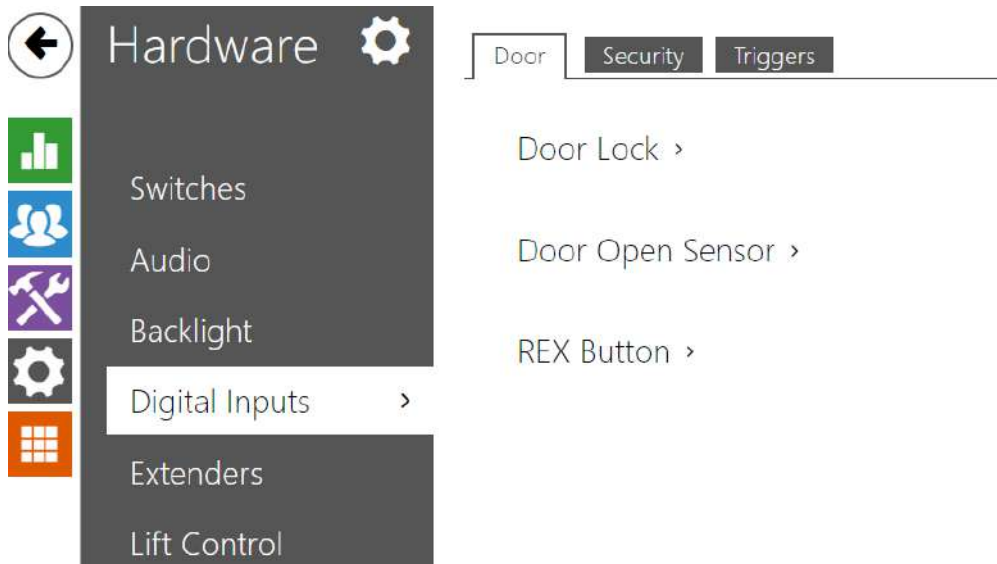 Hardware
Switches
Audio
Backlight
Digital Inputs
Extenders
Lift Control
Door Security Triggers
Door Lock
Door Open Sensor
REX Button